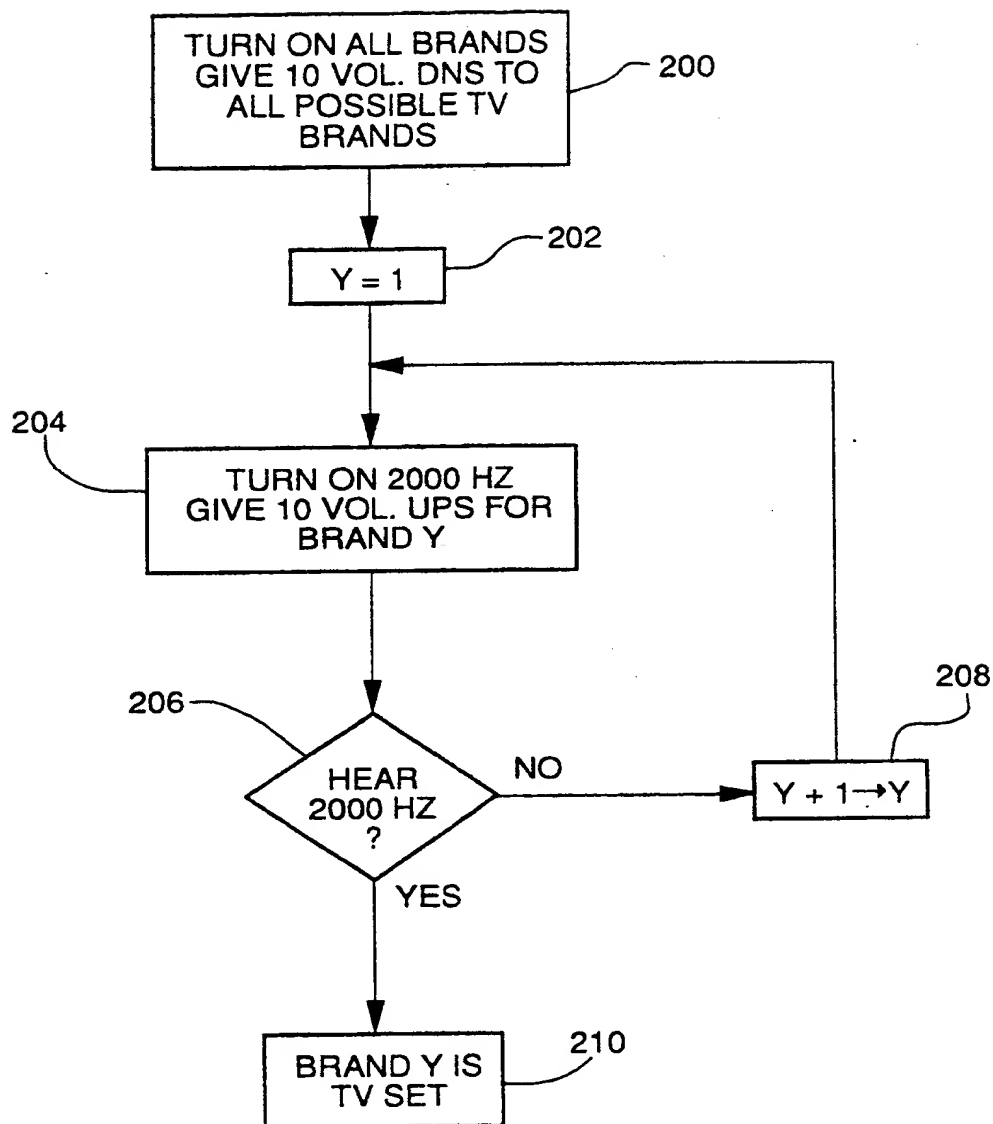 TURN ON ALL BRANDS
GIVE 10 VOL. DNS TO
ALL POSSIBLE TV
BRANDS
200
202
Y = 1
204
TURN ON 2000 HZ
GIVE 10 VOL. UPS FOR
BRAND Y
206
HEAR
2000 HZ
?
NO
208
Y + 1→Y
YES
BRAND Y IS
TV SET
210